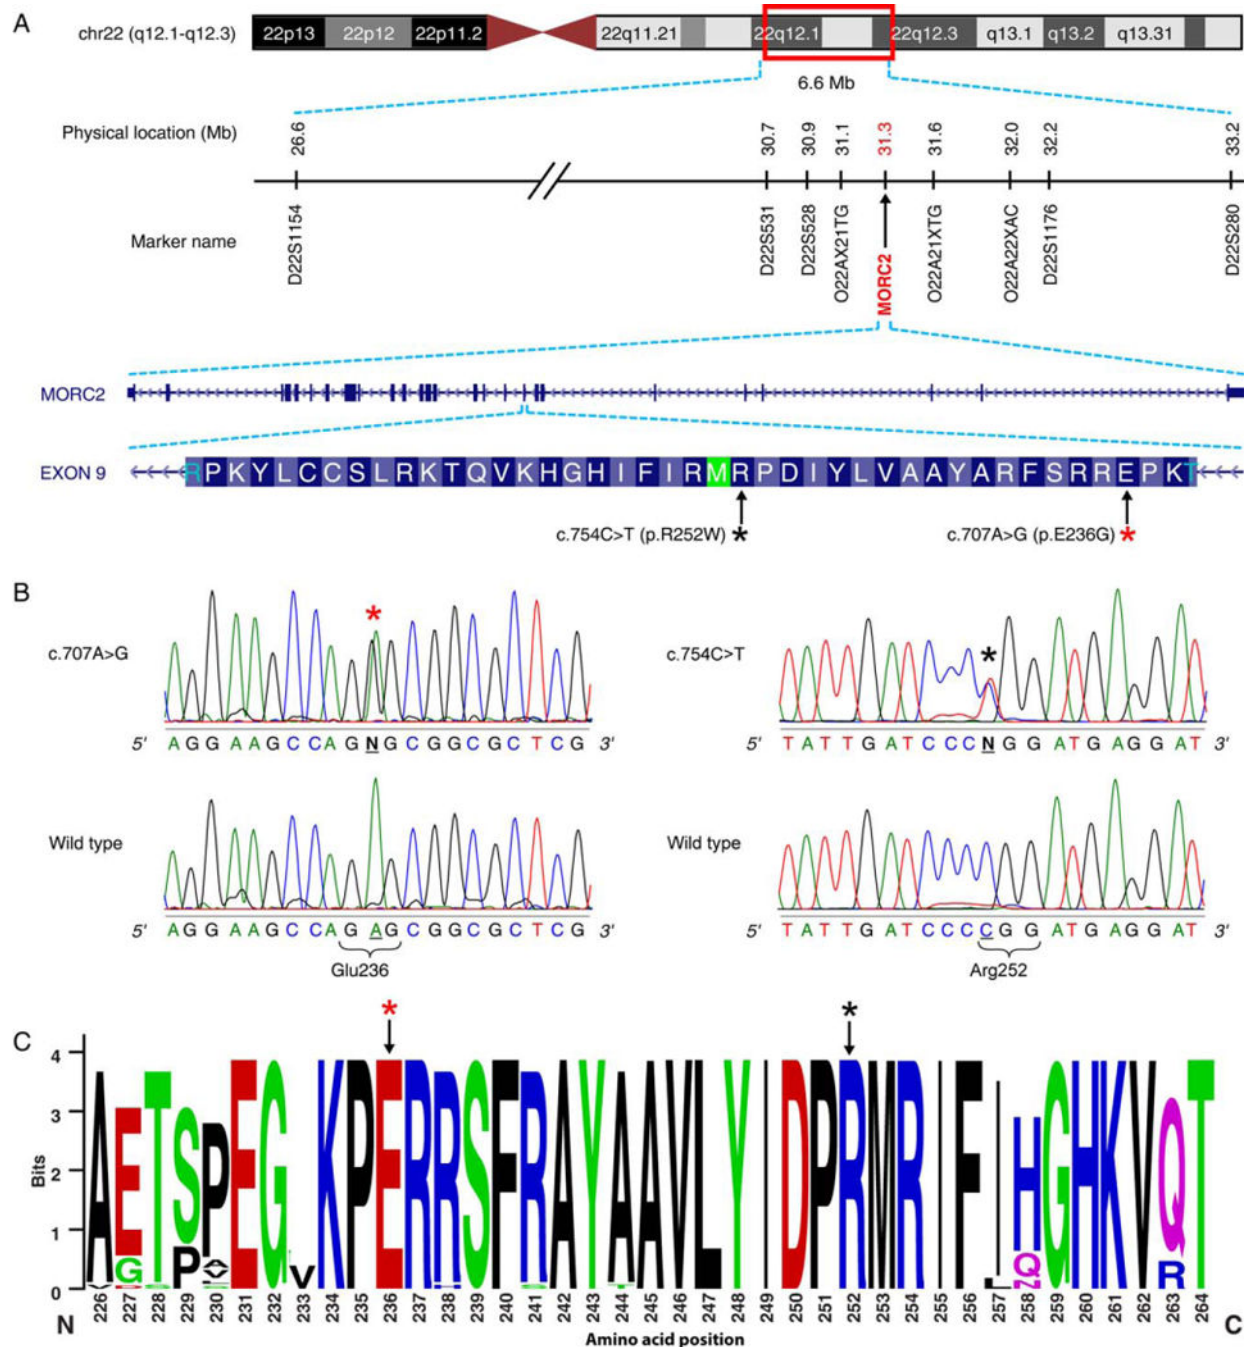 A
chr22 (q12.1-q12.3)
22p13 22p12 22p11.2 22q11.21 22q12.1 22q12.3 q13.1 q13.2 q13.31
6.6 Mb
Physical location (Mb)
26.6 30.7 30.9 31.1 31.3 31.6 32.0 32.2 33.2
Marker name
D22S1154 D22S531 D22S528 O22AX21TG MORC2 O22A21XTG O22A22XAC D22S1176 D22S280
MORC2
EXON 9
R P K Y L C C S L R K T Q V K H G H I F I R M R P D I Y L V A A Y A R F S R R E P K T
c.754C>T (p.R252W) * c.707A>G (p.E236G) *
B
* *
c.707A>G c.754C>T
5' A G G A A G C C A G N G C G G C G C T C G 3' 5' T A T T G A T C C C N G G A T G A G G A T 3'
Wild type Wild type
5' A G G A A G C C A G A G C G G C G C T C G 3' 5' T A T T G A T C C C C G G A T G A G G A T 3'
Glu236 Arg252
* *
C
4
3
2
1
0
Bits
A E T S P E G V K P E R R S F R A Y A A V L Y I D P R M R I F I H G H K V Q T
G P Q R
226 227 228 229 230 231 232 233 234 235 236 237 238 239 240 241 242 243 244 245 246 247 248 249 250 251 252 253 254 255 256 257 258 259 260 261 262 263 264
N C
Amino acid position